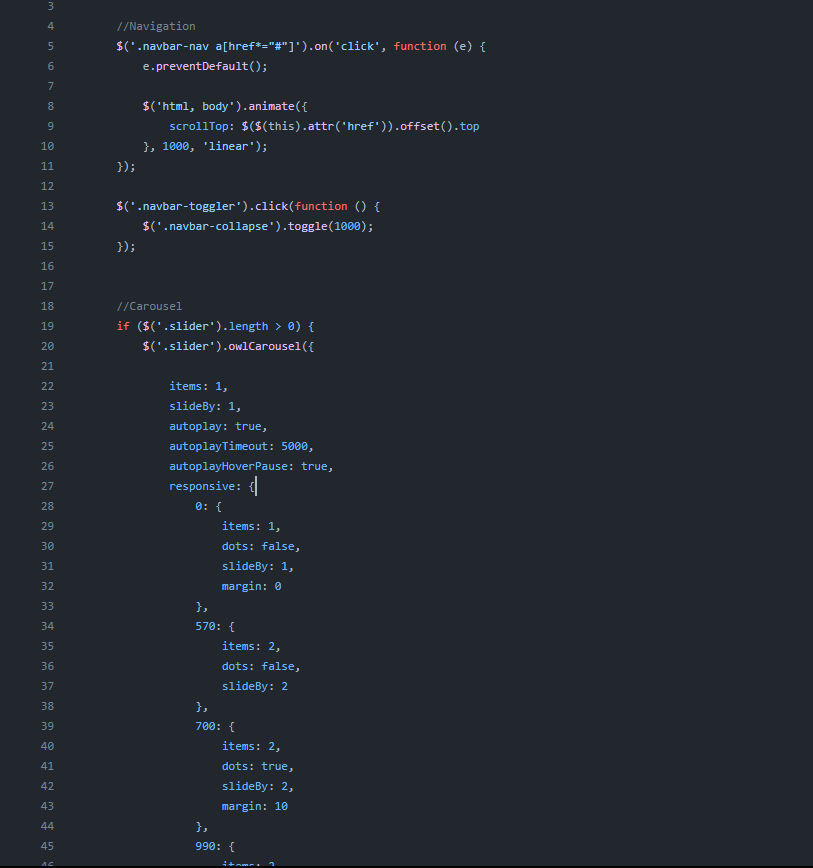 3
4 //Navigation
5 $('.navbar-nav a[href*="#"]').on('click', function (e) {
6 e.preventDefault();
7
8 $('html, body').animate({
9 scrollTop: $($(this).attr('href')).offset().top
10 }, 1000, 'linear');
11 });
12
13 $('.navbar-toggler').click(function () {
14 $('.navbar-collapse').toggle(1000);
15 });
16
17
18 //Carousel
19 if ($('.slider').length > 0) {
20 $('.slider').owlCarousel({
21
22 items: 1,
23 slideBy: 1,
24 autoplay: true,
25 autoplayTimeout: 5000,
26 autoplayHoverPause: true,
27 responsive: {
28 0: {
29 items: 1,
30 dots: false,
31 slideBy: 1,
32 margin: 0
33 },
34 570: {
35 items: 2,
36 dots: false,
37 slideBy: 2
38 },
39 700: {
40 items: 2,
41 dots: true,
42 slideBy: 2,
43 margin: 10
44 },
45 990: {
46 items: